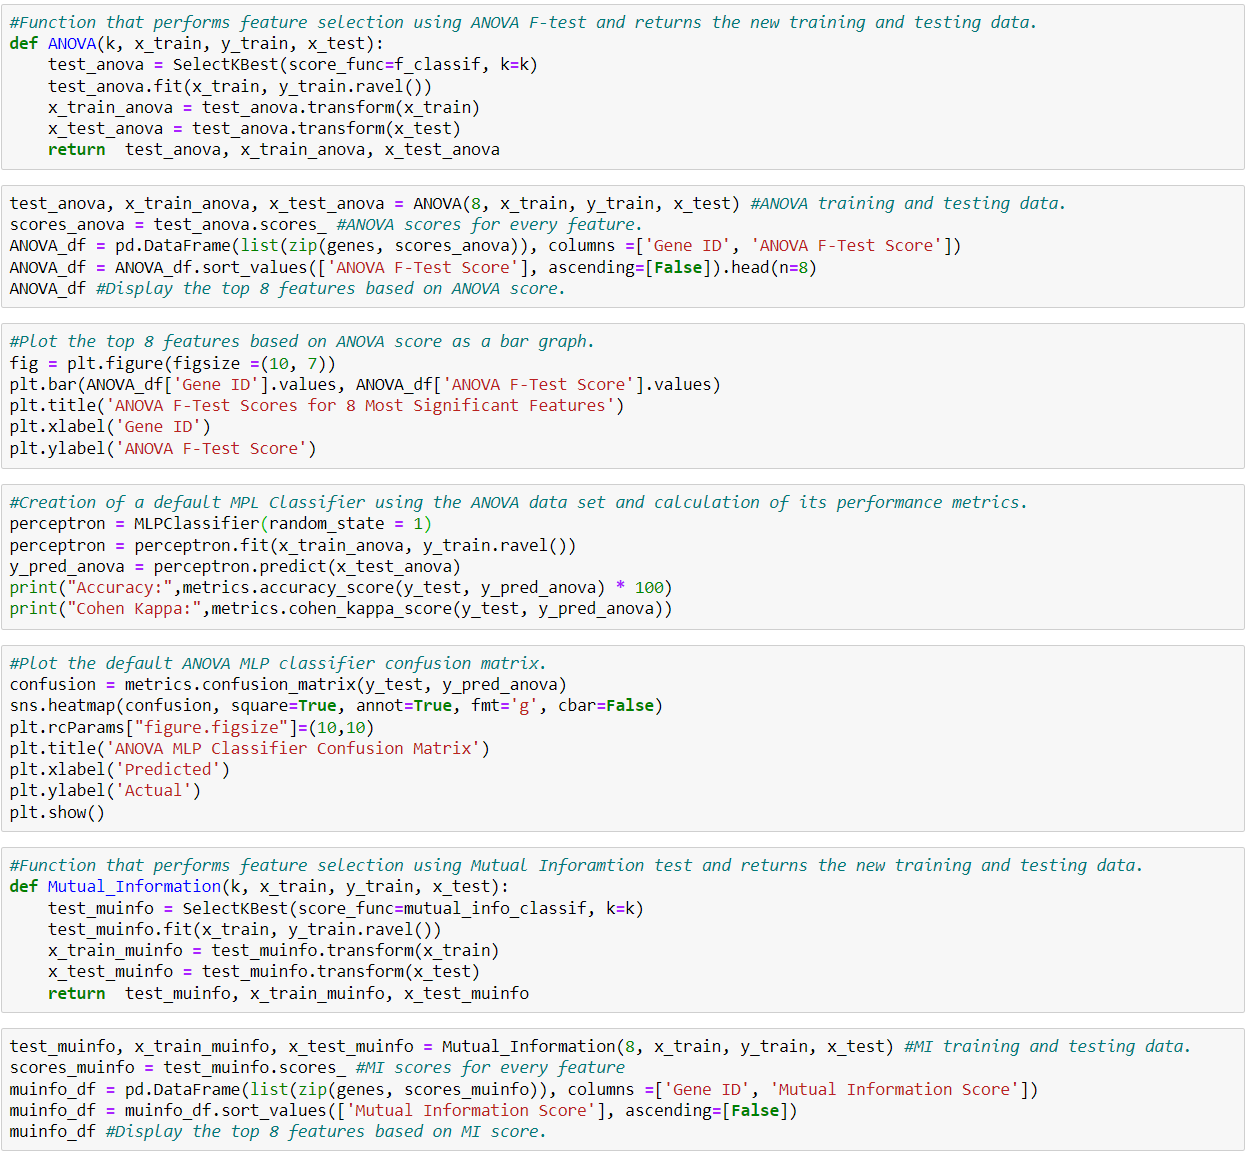 #Function that performs feature selection using ANOVA F-test and returns the new training and testing data.
def ANOVA(k, x_train, y_train, x_test):
    test_anova = SelectKBest(score_func=f_classif, k=k)
    test_anova.fit(x_train, y_train.ravel())
    x_train_anova = test_anova.transform(x_train)
    x_test_anova = test_anova.transform(x_test)
    return  test_anova, x_train_anova, x_test_anova
test_anova, x_train_anova, x_test_anova = ANOVA(8, x_train, y_train, x_test) #ANOVA training and testing data.
scores_anova = test_anova.scores_ #ANOVA scores for every feature.
ANOVA_df = pd.DataFrame(list(zip(genes, scores_anova)), columns =['Gene ID', 'ANOVA F-Test Score'])
ANOVA_df = ANOVA_df.sort_values(['ANOVA F-Test Score'], ascending=[False]).head(n=8)
ANOVA_df #Display the top 8 features based on ANOVA score.
#Plot the top 8 features based on ANOVA score as a bar graph.
fig = plt.figure(figsize =(10, 7))
plt.bar(ANOVA_df['Gene ID'].values, ANOVA_df['ANOVA F-Test Score'].values)
plt.title('ANOVA F-Test Scores for 8 Most Significant Features')
plt.xlabel('Gene ID')
plt.ylabel('ANOVA F-Test Score')
#Creation of a default MPL Classifier using the ANOVA data set and calculation of its performance metrics.
perceptron = MLPClassifier(random_state = 1)
perceptron = perceptron.fit(x_train_anova, y_train.ravel())
y_pred_anova = perceptron.predict(x_test_anova)
print("Accuracy:",metrics.accuracy_score(y_test, y_pred_anova) * 100)
print("Cohen Kappa:",metrics.cohen_kappa_score(y_test, y_pred_anova))
#Plot the default ANOVA MLP classifier confusion matrix.
confusion = metrics.confusion_matrix(y_test, y_pred_anova)
sns.heatmap(confusion, square=True, annot=True, fmt='g', cbar=False)
plt.rcParams["figure.figsize"]=(10,10)
plt.title('ANOVA MLP Classifier Confusion Matrix')
plt.xlabel('Predicted')
plt.ylabel('Actual')
plt.show()
#Function that performs feature selection using Mutual Inforamtion test and returns the new training and testing data.
def Mutual_Information(k, x_train, y_train, x_test):
    test_muinfo = SelectKBest(score_func=mutual_info_classif, k=k)
    test_muinfo.fit(x_train, y_train.ravel())
    x_train_muinfo = test_muinfo.transform(x_train)
    x_test_muinfo = test_muinfo.transform(x_test)
    return  test_muinfo, x_train_muinfo, x_test_muinfo
test_muinfo, x_train_muinfo, x_test_muinfo = Mutual_Information(8, x_train, y_train, x_test) #MI training and testing data.
scores_muinfo = test_muinfo.scores_ #MI scores for every feature
muinfo_df = pd.DataFrame(list(zip(genes, scores_muinfo)), columns =['Gene ID', 'Mutual Information Score'])
muinfo_df = muinfo_df.sort_values(['Mutual Information Score'], ascending=[False])
muinfo_df #Display the top 8 features based on MI score.